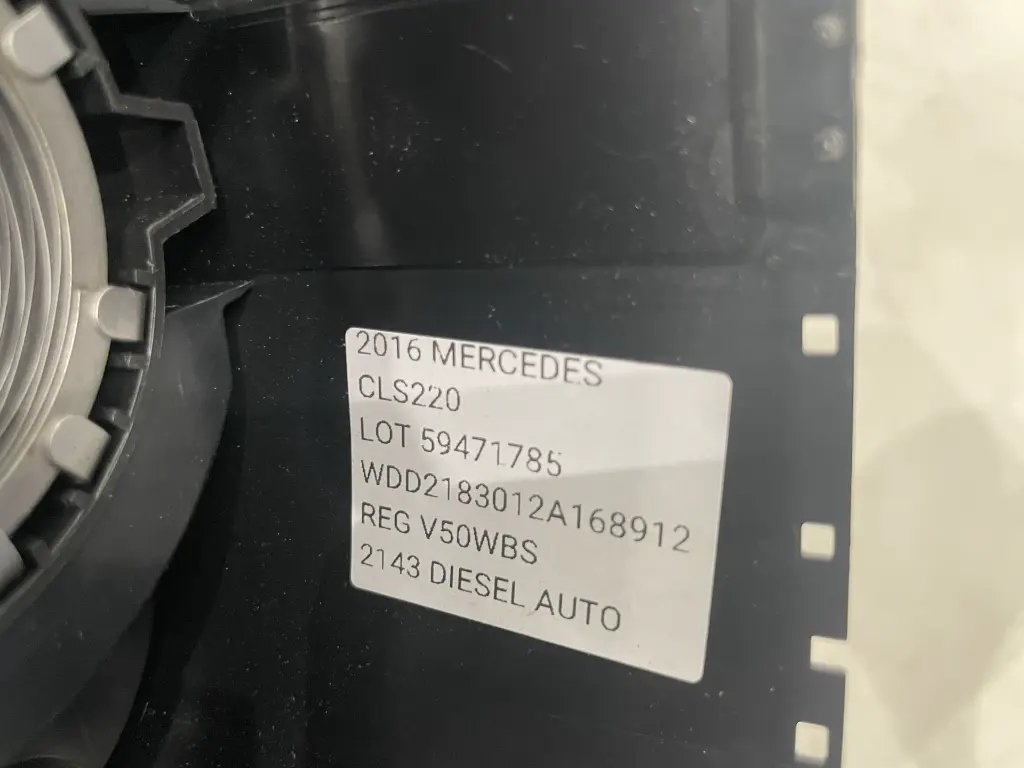 2016 MERCEDES
CLS220
LOT 59471785
WDD2183012A168912
REG V50WBS
2143 DIESEL AUTO